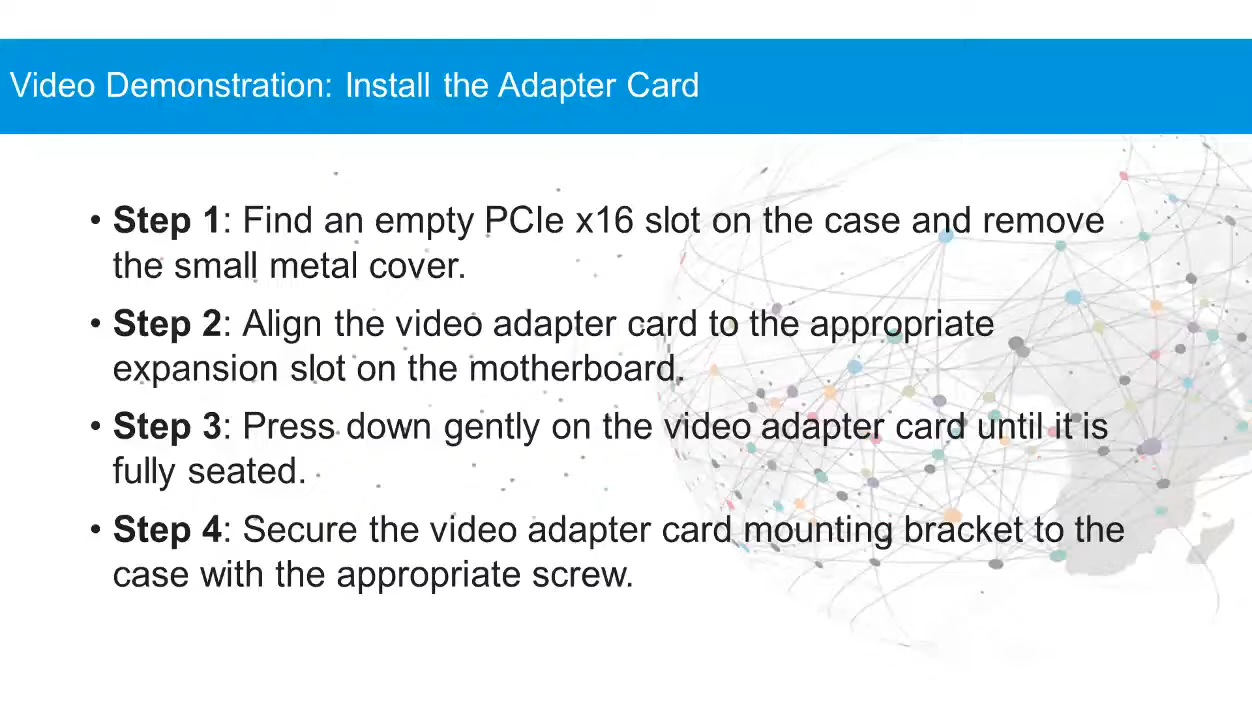 Video Demonstration: Install the Adapter Card
• Step 1: Find an empty PCIe x16 slot on the case and remove
the small metal cover.
• Step 2: Align the video adapter card to the appropriate
expansion slot on the motherboard.
• Step 3: Press down gently on the video adapter card until it is
fully seated.
• Step 4: Secure the video adapter card mounting bracket to the
case with the appropriate screw.